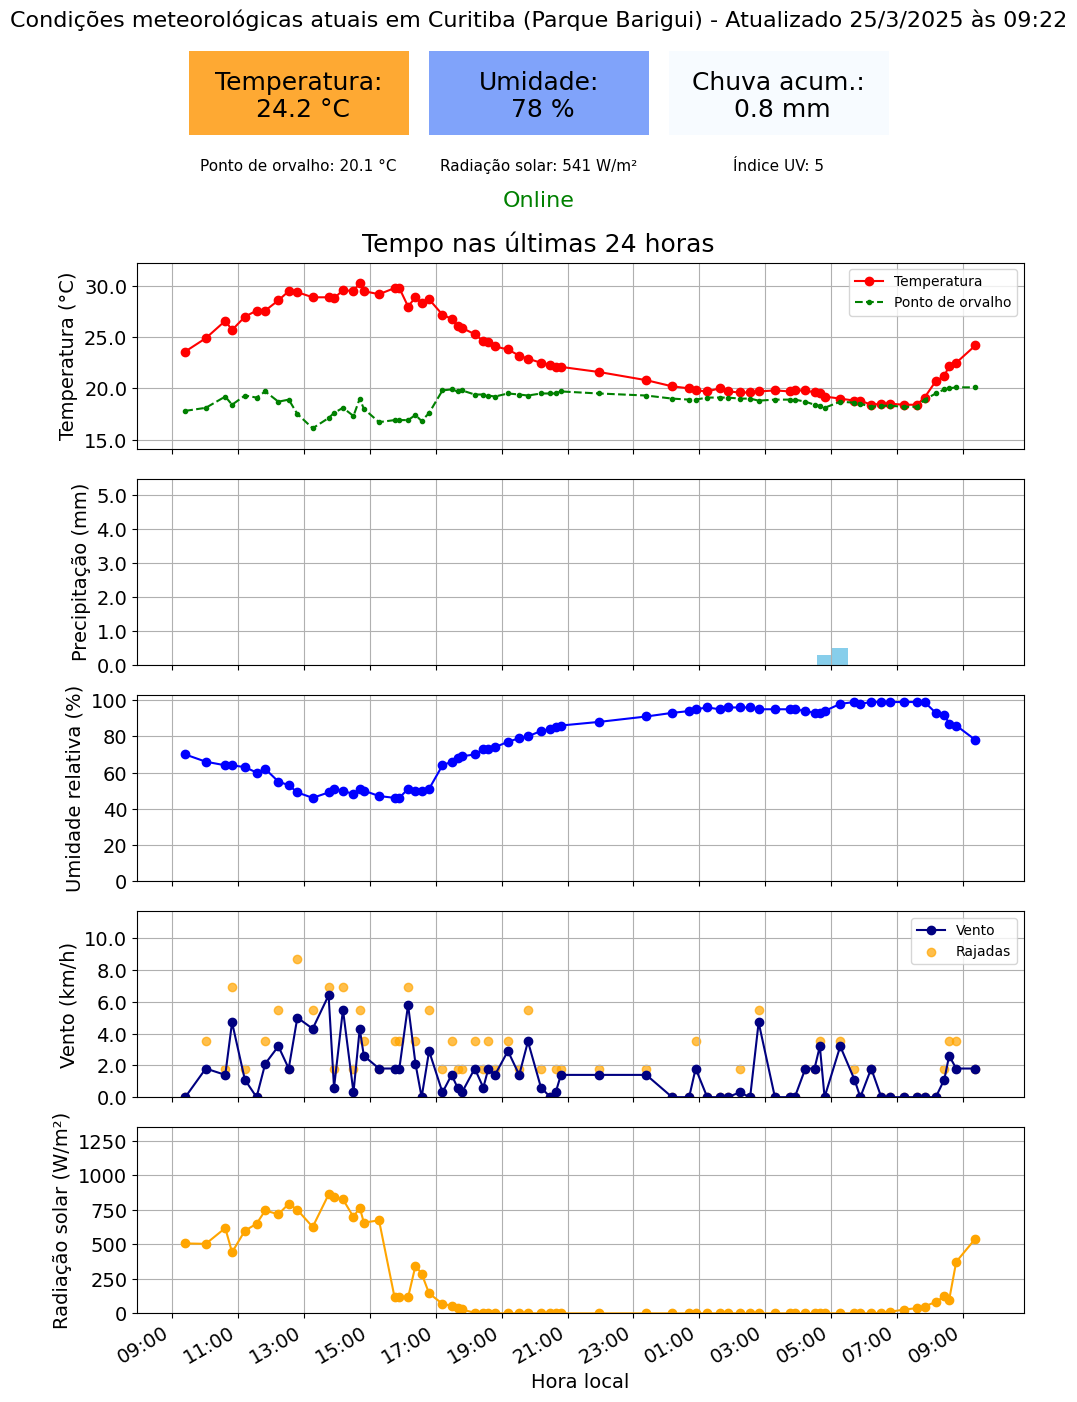 Condições meteorológicas atuais em Curitiba (Parque Barigui) - Atualizado 25/3/2025 às 09:22
Temperatura:
24.2 °C
Umidade:
78 %
Chuva acum.:
0.8 mm
Ponto de orvalho: 20.1 °C
Radiação solar: 541 W/m²
Índice UV: 5
Online
Tempo nas últimas 24 horas
Temperatura (°C)
30.0
25.0
20.0
15.0
Temperatura
Ponto de orvalho
Precipitação (mm)
5.0
4.0
3.0
2.0
1.0
0.0
Umidade relativa (%)
100
80
60
40
20
0
Vento (km/h)
10.0
8.0
6.0
4.0
2.0
0.0
Vento
Rajadas
Radiação solar (W/m²)
1250
1000
750
500
250
0
09:00
11:00
13:00
15:00
17:00
19:00
21:00
23:00
01:00
03:00
05:00
07:00
09:00
Hora local